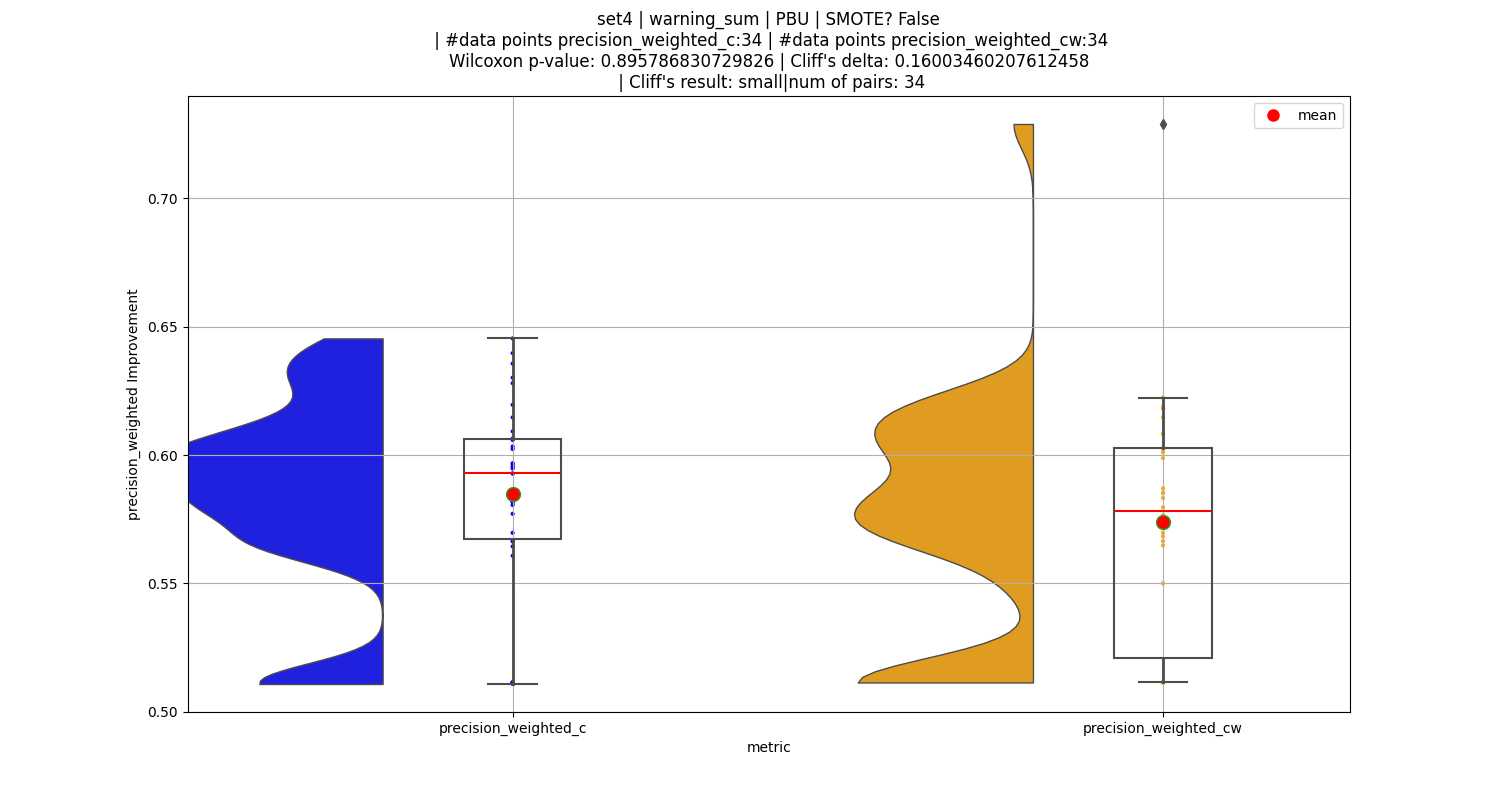 set4 | warning_sum | PBU | SMOTE? False
| #data points precision_weighted_c:34 | #data points precision_weighted_cw:34
Wilcoxon p-value: 0.895786830729826 | Cliff's delta: 0.16003460207612458
| Cliff's result: small|num of pairs: 34
mean
0.70
0.65
0.60
0.55
0.50
precision_weighted Improvement
precision_weighted_c
precision_weighted_cw
metric